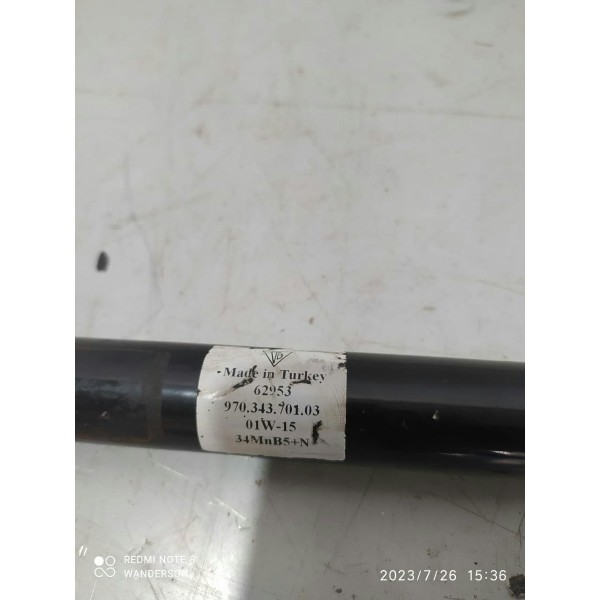 Made in Turkey
62953
970.343.701.03
01W-15
34MnB5+N
REDMI NOTE 8
WANDERSON
2023/7/26 15:36